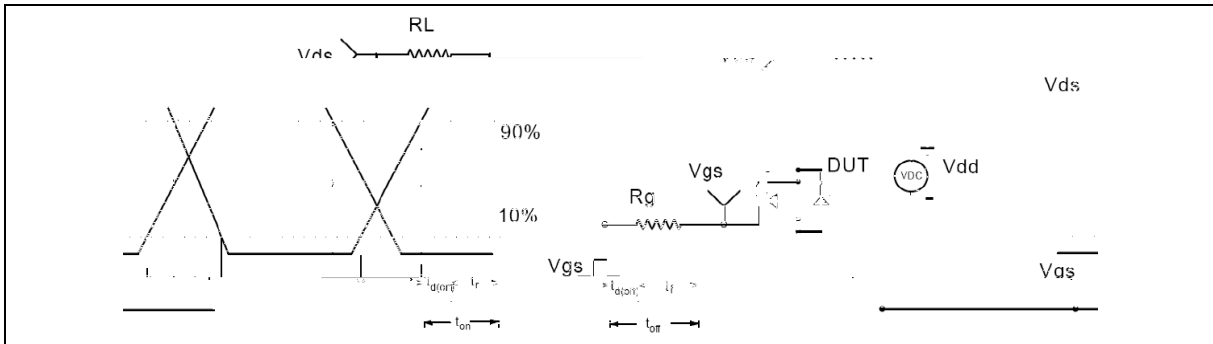 RL
Vds
Vds
90%
Vgs
DUT
Vdd
VDC
Rg
10%
Vgs
Vgs
td(on) tr
td(off) tf
ton
toff